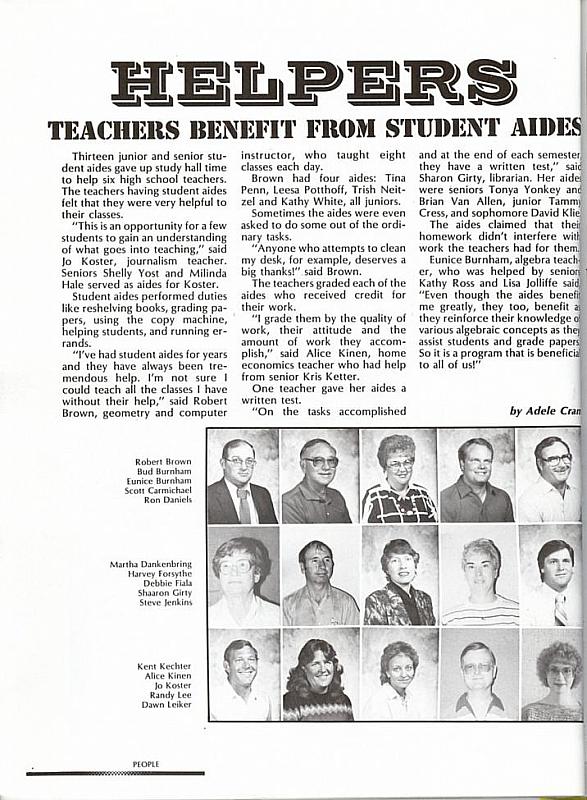 HELPERS
TEACHERS BENEFIT FROM STUDENT AIDES
Thirteen junior and senior stu-
dent aides gave up study hall time
to help six high school teachers.
The teachers having student aides
felt that they were very helpful to
their classes.
"This is an opportunity for a few
students to gain an understanding
of what goes into teaching," said
Jo Koster, journalism teacher.
Seniors Shelly Yost and Milinda
Hale served as aides for Koster.
Student aides performed duties
like reshelving books, grading pa-
pers, using the copy machine,
helping students, and running er-
rands.
"I've had student aides for years
and they have always been tre-
mendous help. I'm not sure I
could teach all the classes I have
without their help," said Robert
Brown, geometry and computer
instructor, who taught eight
classes each day.
Brown had four aides: Tina
Penn, Leesa Potthoff, Trish Neit-
zel and Kathy White, all juniors.
Sometimes the aides were even
asked to do some out of the ordi-
nary tasks.
"Anyone who attempts to clean
my desk, for example, deserves a
big thanks!" said Brown.
The teachers graded each of the
aides who received credit for
their work.
"I grade them by the quality of
work, their attitude and the
amount of work they accom-
plish," said Alice Kinen, home
economics teacher who had help
from senior Kris Ketter.
One teacher gave her aides a
written test.
"On the tasks accomplished
and at the end of each semester,
they have a written test," said
Sharon Girty, librarian. Her aides
were seniors Tonya Yonkey and
Brian Van Allen, junior Tammy
Cress, and sophomore David
The aides claimed that their
homework didn't interfere with
work the teachers had for them.
Eunice Burnham, algebra teach-
er, who was helped by seniors
Kathy Ross and Lisa Jolliffe said,
"Even though the aides benefit
me greatly, they too, benefit as
they reinforce their knowledge of
various algebraic concepts as they
assist students and grade papers.
So it is a program that is beneficial
to all of us!"
by Adele
Robert Brown
Bud Burnham
Eunice Burnham
Scott Carmichael
Ron Daniels
Martha Dankenbring
Harvey Forsythe
Debbie Fiala
Shaaron Girty
Steve Jenkins
Kent Kechter
Alice Kinen
Jo Koster
Randy Lee
Dawn Leiker
PEOPLE